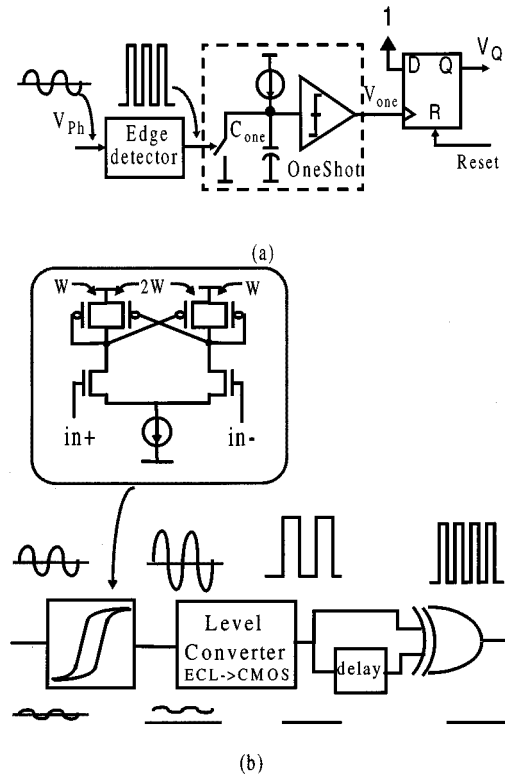 1
D Q
V_Q
V_Ph
Edge
detector
C_one
V_one
R
OneShot
Reset
(a)
W 2W W
in+ in-
Level
Converter
ECL->CMOS
delay
(b)